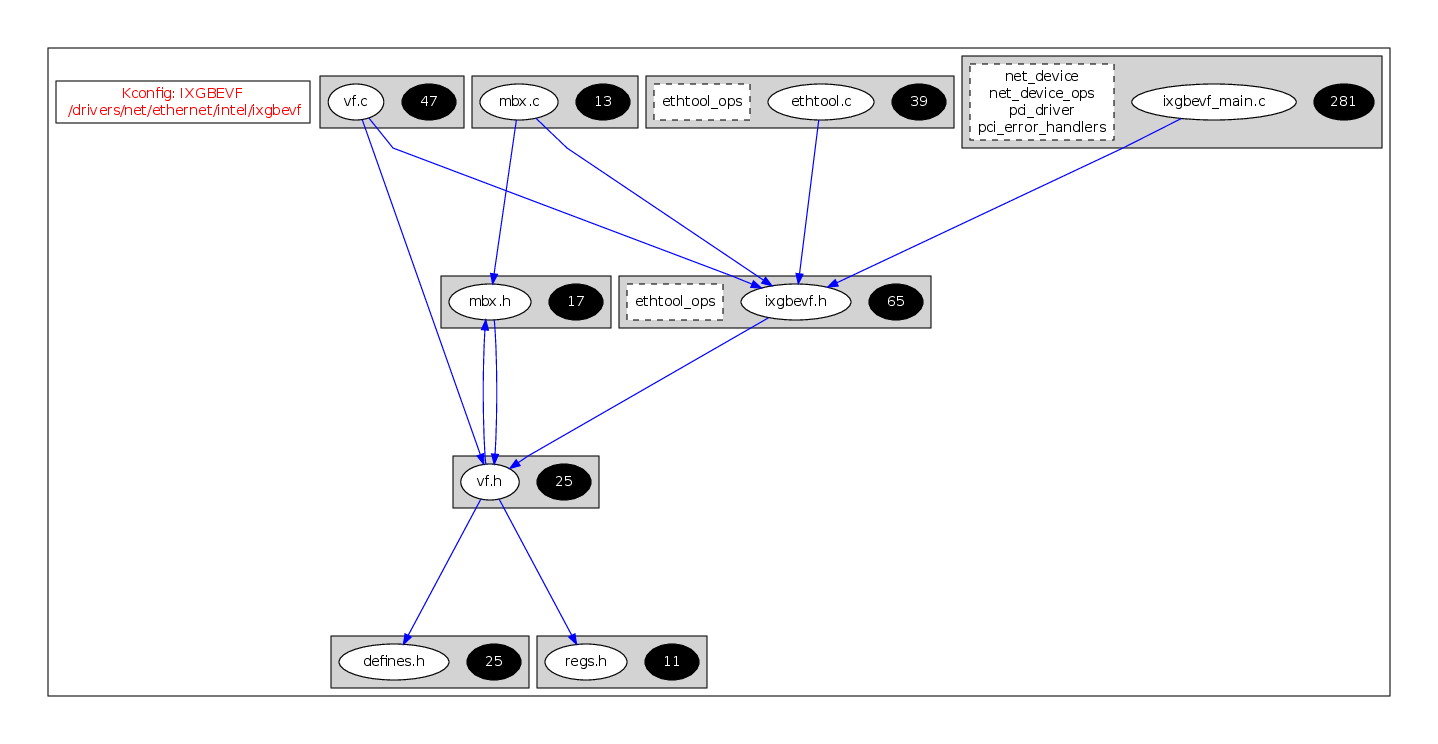 Kconfig: IXGBEVF
/drivers/net/ethernet/intel/ixgbevf
vf.c
47
mbx.c
13
ethtool_ops
ethtool.c
39
net_device
net_device_ops
pci_driver
pci_error_handlers
ixgbevf_main.c
281
mbx.h
17
ethtool_ops
ixgbevf.h
65
vf.h
25
defines.h
25
regs.h
11